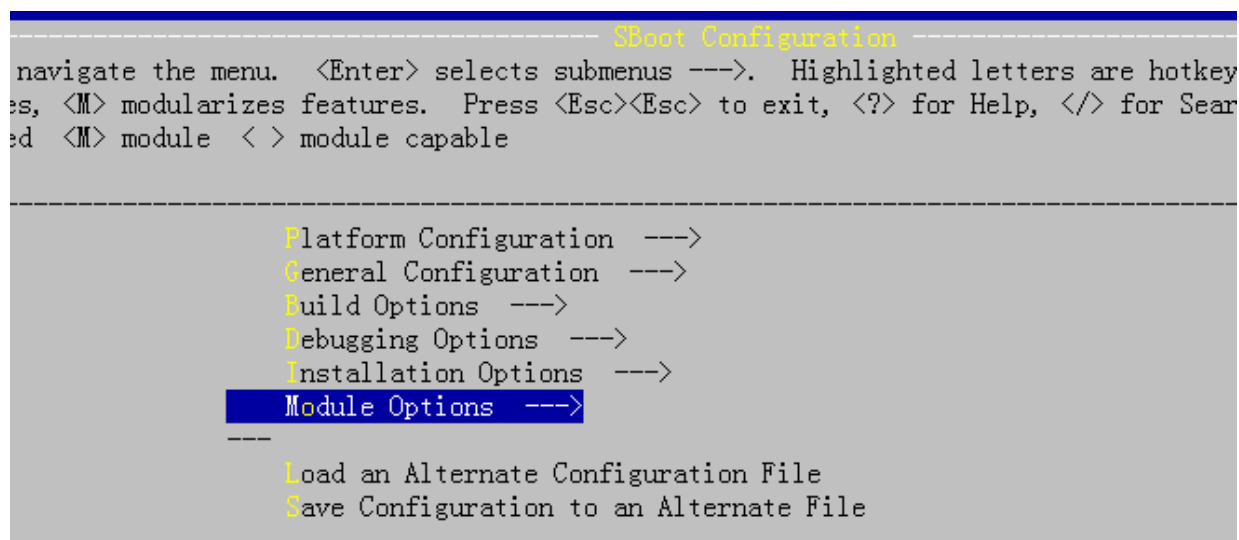 SBoot Configuration
navigate the menu. <Enter> selects submenus --->. Highlighted letters are hotkey
es, <M> modularizes features. Press <Esc><Esc> to exit, <?> for Help, </> for Sear
ed <M> module < > module capable
Platform Configuration --->
General Configuration --->
Build Options --->
Debugging Options --->
Installation Options --->
Module Options --->
---
Load an Alternate Configuration File
Save Configuration to an Alternate File